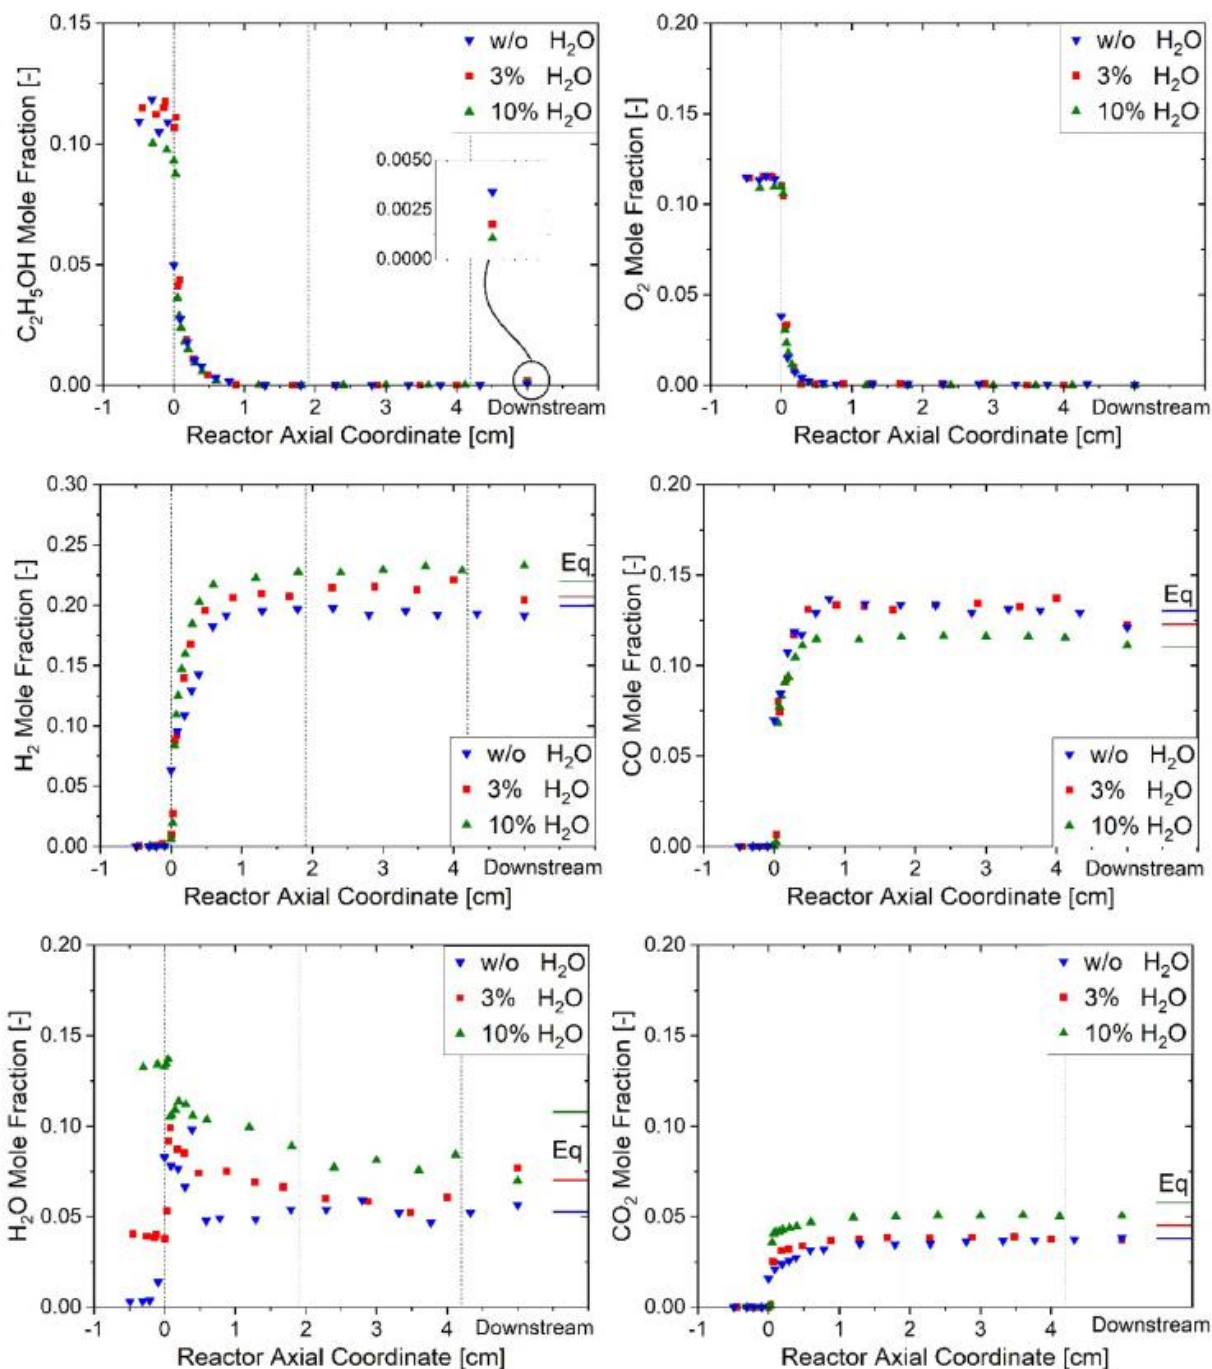 0.15
0.10
0.05
0.00
C₂H₅OH Mole Fraction [-]
w/o H₂O
3% H₂O
10% H₂O
0.0050
0.0025
0.0000
-1 0 1 2 3 4 Downstream
Reactor Axial Coordinate [cm]
0.20
0.15
0.10
0.05
0.00
O₂ Mole Fraction [-]
w/o H₂O
3% H₂O
10% H₂O
-1 0 1 2 3 4 Downstream
Reactor Axial Coordinate [cm]
0.30
0.25
0.20
0.15
0.10
0.05
0.00
H₂ Mole Fraction [-]
Eq
w/o H₂O
3% H₂O
10% H₂O
-1 0 1 2 3 4 Downstream
Reactor Axial Coordinate [cm]
0.20
0.15
0.10
0.05
0.00
CO Mole Fraction [-]
Eq
w/o H₂O
3% H₂O
10% H₂O
-1 0 1 2 3 4 Downstream
Reactor Axial Coordinate [cm]
0.20
0.15
0.10
0.05
0.00
H₂O Mole Fraction [-]
w/o H₂O
3% H₂O
10% H₂O
Eq
-1 0 1 2 3 4 Downstream
Reactor Axial Coordinate [cm]
0.20
0.15
0.10
0.05
0.00
CO₂ Mole Fraction [-]
w/o H₂O
3% H₂O
10% H₂O
Eq
-1 0 1 2 3 4 Downstream
Reactor Axial Coordinate [cm]